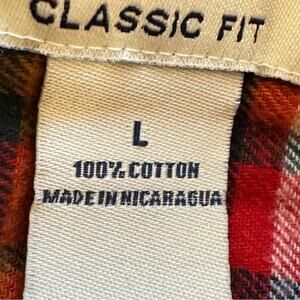 CLASSIC FIT
L
100% COTTON
MADE IN NICARAGUA